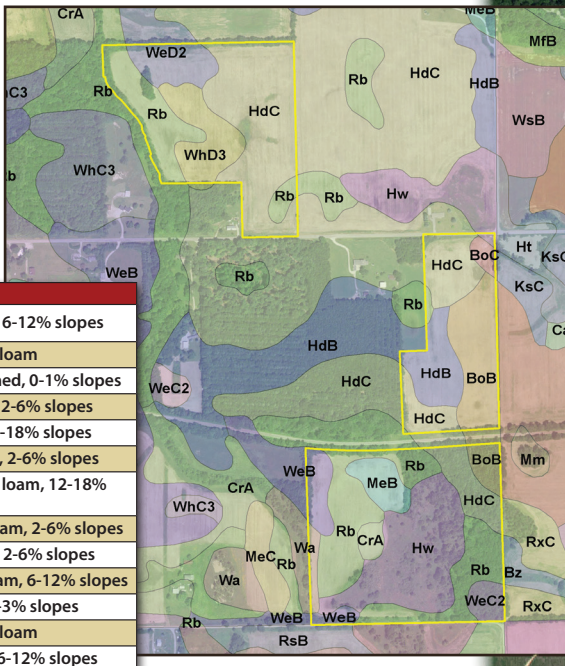 CrA
MeB
MfB
WeD2
Rb
HdC
HdB
C3
Rb
Rb
HdC
WsB
WhC3
WhD3
b
Rb
Rb
Hw
Ht
KsC
HdC
BoC
WeB
Rb
KsC
Rb
Ca
HdB
WeC2
HdC
HdB
BoB
HdC
6-12% slopes
loam
ed, 0-1% slopes
2-6% slopes
-18% slopes
, 2-6% slopes
loam, 12-18%
am, 2-6% slopes
2-6% slopes
am, 6-12% slopes
-3% slopes
loam
6-12% slopes
WeB
Rb
BoB
Mm
CrA
MeB
WhC3
HdC
Rb
CrA
RxC
Wa
Hw
MeC
Rb
Wa
Rb
Bz
WeC2
RxC
Rb
WeB
WeB
RsB